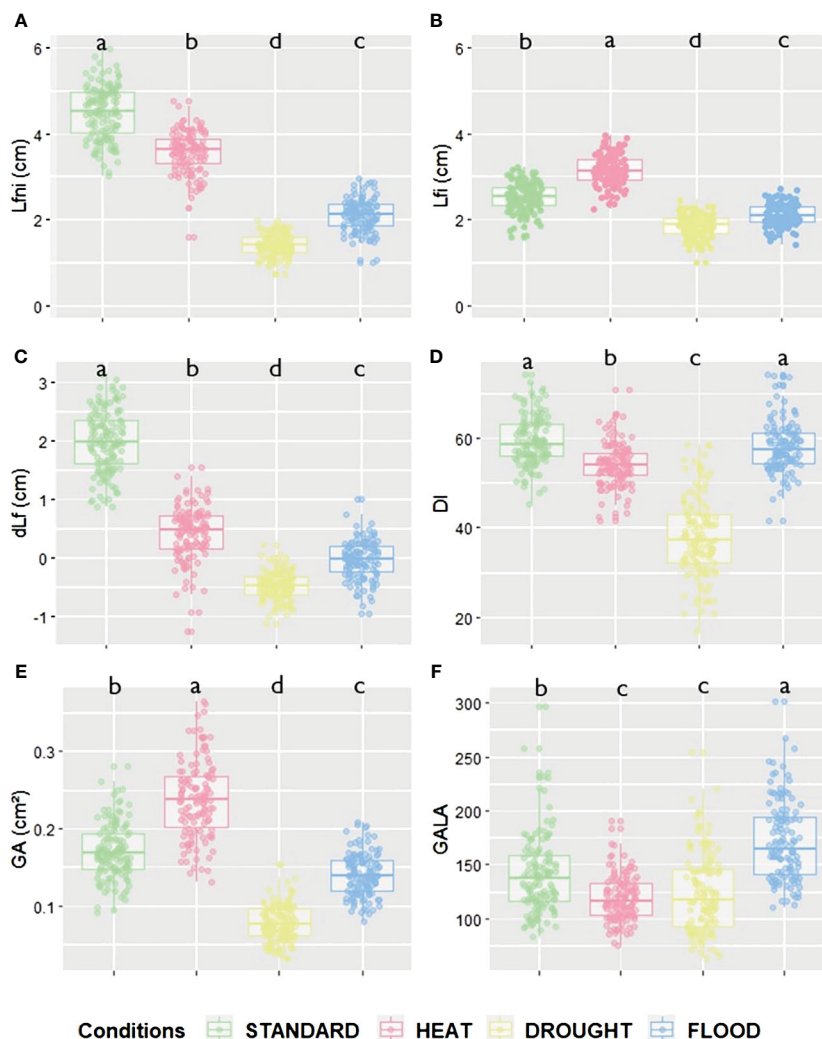 A
B
a b d c
b a d c
Lfni (cm)
6
4
2
0
Lfi (cm)
6
4
2
0
C
D
a b d c
a b c a
dLf (cm)
3
2
1
0
-1
DI
60
40
20
E
F
b a d c
b c c a
GA (cm²)
0.3
0.2
0.1
GALA
300
250
200
150
100
Conditions STANDARD HEAT DROUGHT FLOOD